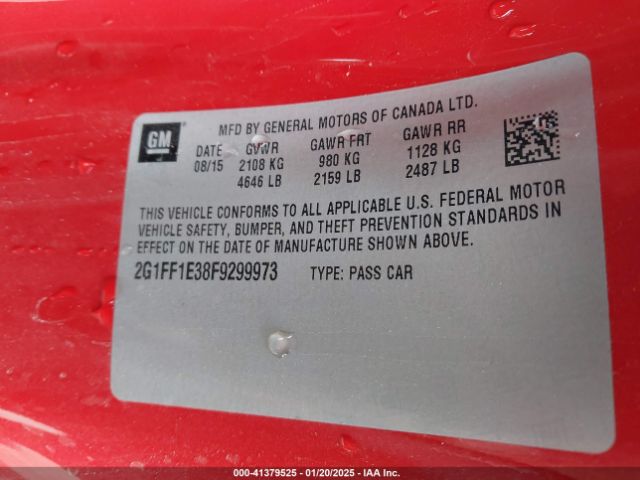 MFD BY GENERAL MOTORS OF CANADA LTD.
GM
DATE GVWR GAWR FRT GAWR RR
08/15 2108 KG 980 KG 1128 KG
4646 LB 2159 LB 2487 LB
THIS VEHICLE CONFORMS TO ALL APPLICABLE U.S. FEDERAL MOTOR
VEHICLE SAFETY, BUMPER, AND THEFT PREVENTION STANDARDS IN
EFFECT ON THE DATE OF MANUFACTURE SHOWN ABOVE.
2G1FF1E38F9299973 TYPE: PASS CAR
000-41379525 - 01/20/2025 - IAA Inc.